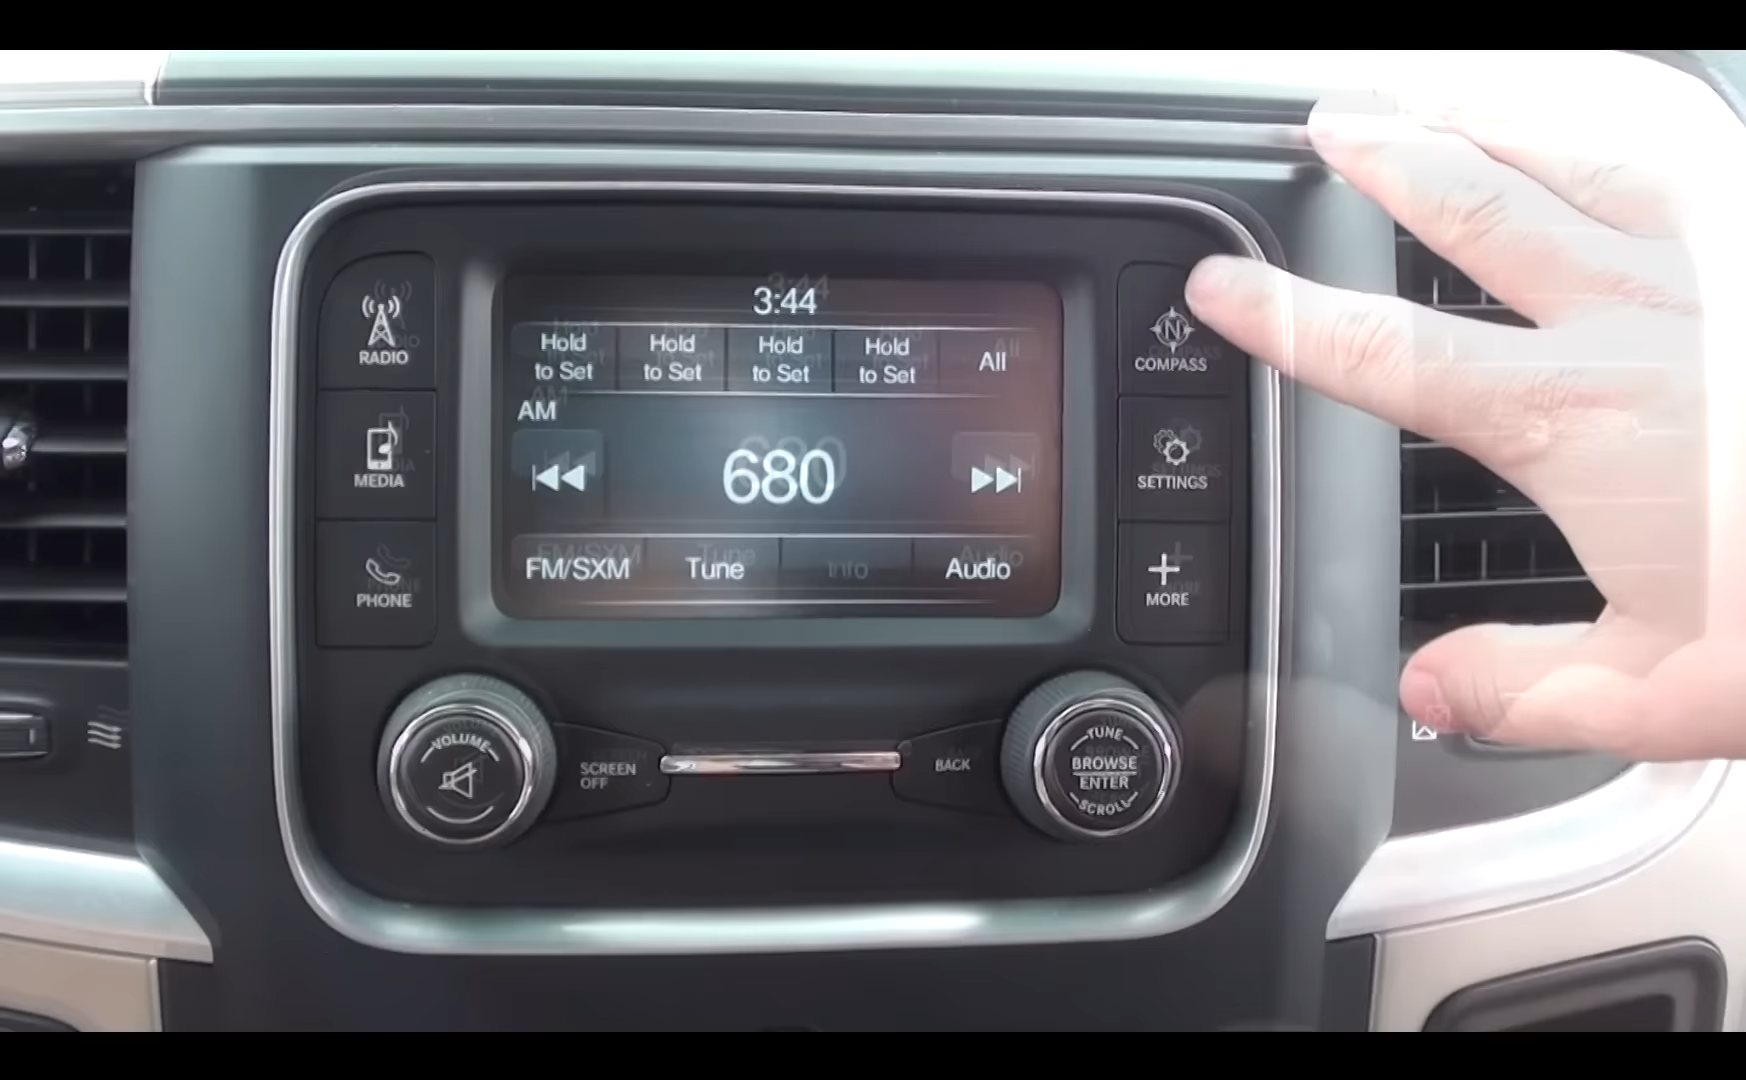 3:44
Hold to Set
Hold to Set
Hold to Set
Hold to Set
All
AM
680
FM/SXM
Tune
Info
Audio
RADIO
MEDIA
PHONE
N
COMPASS
SETTINGS
MORE
VOLUME
SCREEN
OFF
BACK
TUNE
BROWSE
ENTER
SCROLL